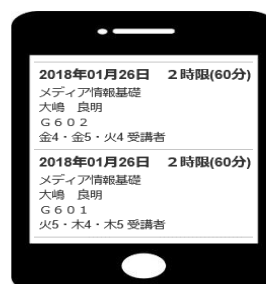 2018年01月26日　２時限(60分)
メディア情報基礎
大嶋　良明
Ｇ６０２
金4・金5・火4 受講者
2018年01月26日　２時限(60分)
メディア情報基礎
大嶋　良明
Ｇ６０１
火5・木4・木5 受講者